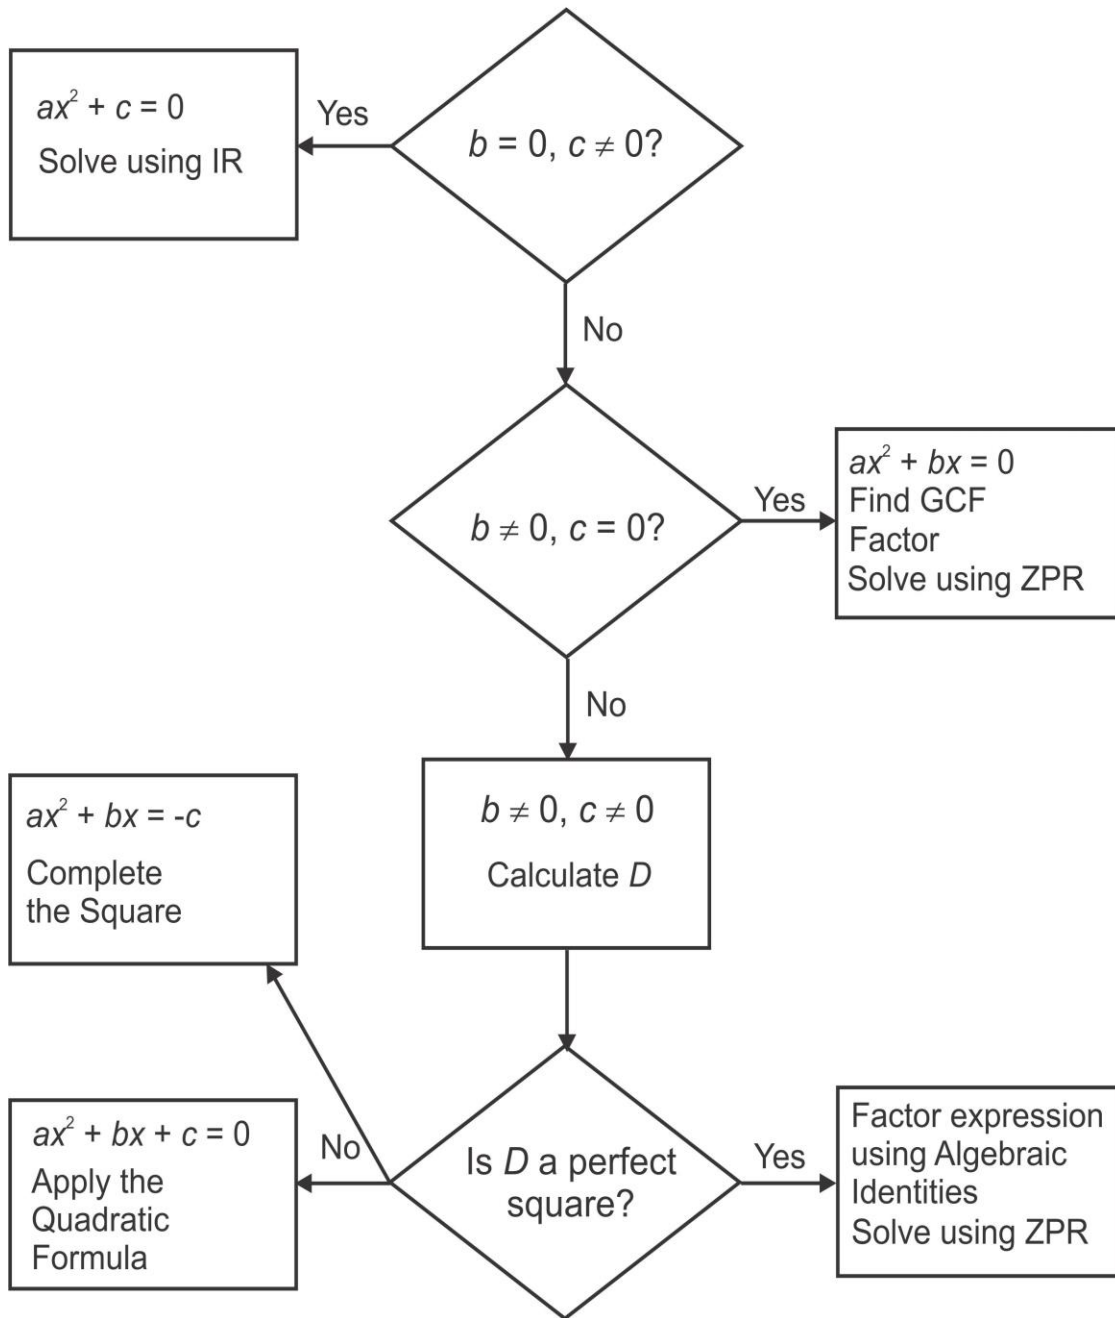 b = 0, c ≠ 0?
Yes
ax² + c = 0
Solve using IR
No
b ≠ 0, c = 0?
Yes
ax² + bx = 0
Find GCF
Factor
Solve using ZPR
No
b ≠ 0, c ≠ 0
Calculate D
ax² + bx = -c
Complete
the Square
Is D a perfect
square?
No
ax² + bx + c = 0
Apply the
Quadratic
Formula
Yes
Factor expression
using Algebraic
Identities
Solve using ZPR